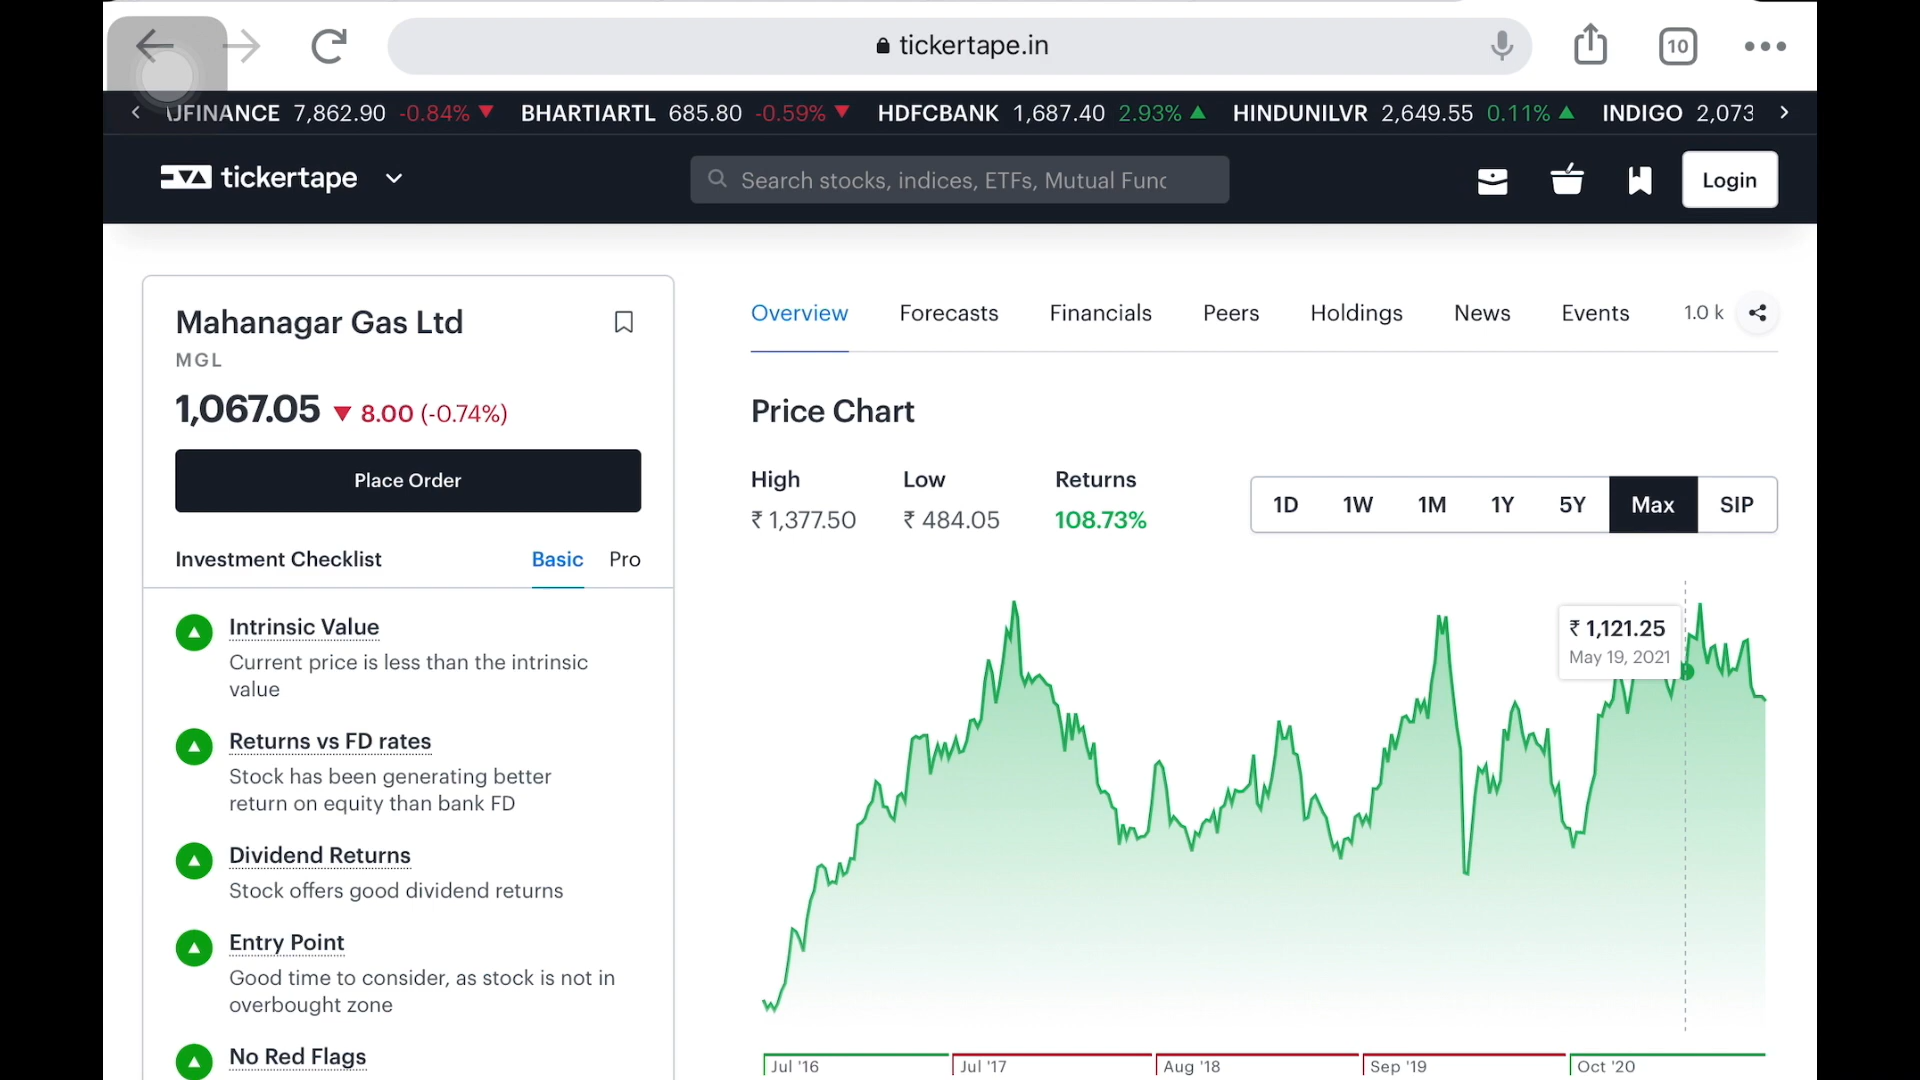 tickertape.in
10
JFINANCE 7,862.90 -0.84% BHARTIARTL 685.80 -0.59% HDFCBANK 1,687.40 2.93% HINDUNILVR 2,649.55 0.11% INDIGO 2,073
tickertape
Search stocks, indices, ETFs, Mutual Func
Login
Mahanagar Gas Ltd
MGL
1,067.05 8.00 (-0.74%)
Place Order
Investment Checklist Basic Pro
Intrinsic Value
Current price is less than the intrinsic
value
Returns vs FD rates
Stock has been generating better
return on equity than bank FD
Dividend Returns
Stock offers good dividend returns
Entry Point
Good time to consider, as stock is not in
overbought zone
No Red Flags
Overview Forecasts Financials Peers Holdings News Events 1.0 k
Price Chart
High Low Returns
₹ 1,377.50 ₹ 484.05 108.73%
1D 1W 1M 1Y 5Y Max SIP
₹ 1,121.25
May 19, 2021
Jul '16 Jul '17 Aug '18 Sep '19 Oct '20